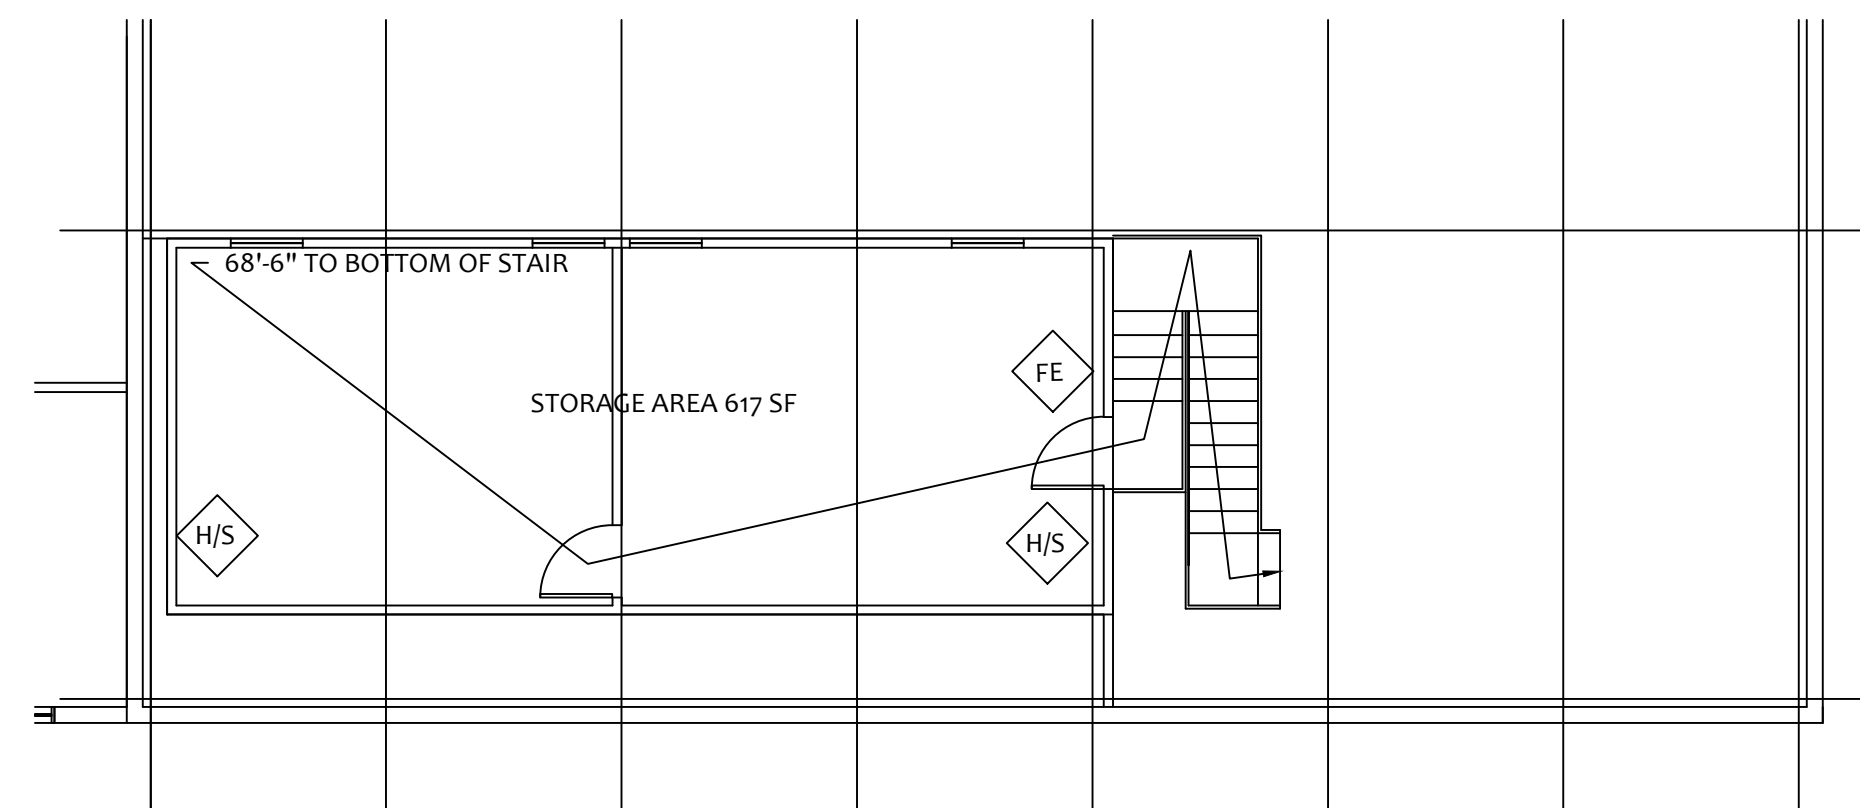 68'-6" TO BOTTOM OF STAIR
FE
STORAGE AREA 617 SF
H/S
H/S